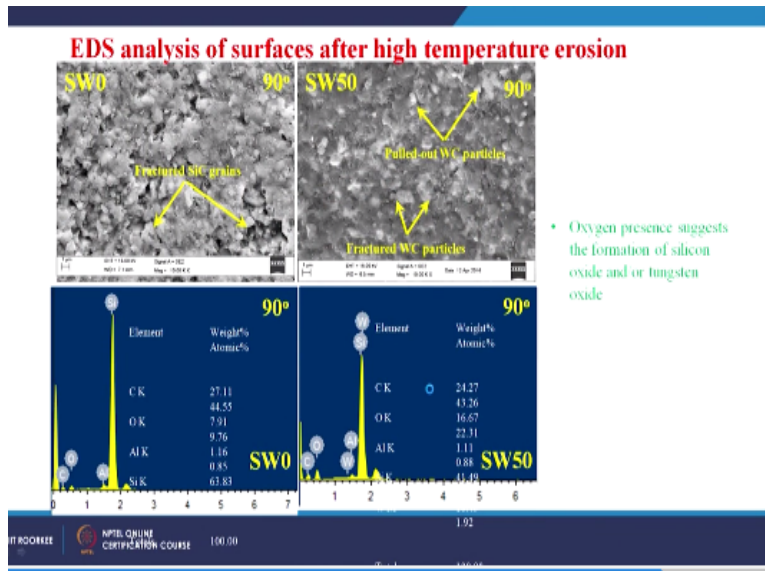 EDS analysis of surfaces after high temperature erosion
SW0 90°
Fractured SiC grains
SW50 90°
Pulled-out WC particles
Fractured WC particles
• Oxygen presence suggests
the formation of silicon
oxide and or tungsten
oxide
90°
Si
Element Weight%
Atomic%
C K 27.11
44.55
O K 7.91
9.76
Al K 1.16
0.85
Si K 63.83
SW0
C O Al
0 1 2 3 4 5 6 7
100.00
90°
W
Si
Element Weight%
Atomic%
C K 24.27
43.26
O K 16.67
22.31
Al K 1.11
0.88
41.49
SW50
C O Al W
1 2 3 4 5 6
1.92
IIT ROORKEE
NPTEL ONLINE
CERTIFICATION COURSE